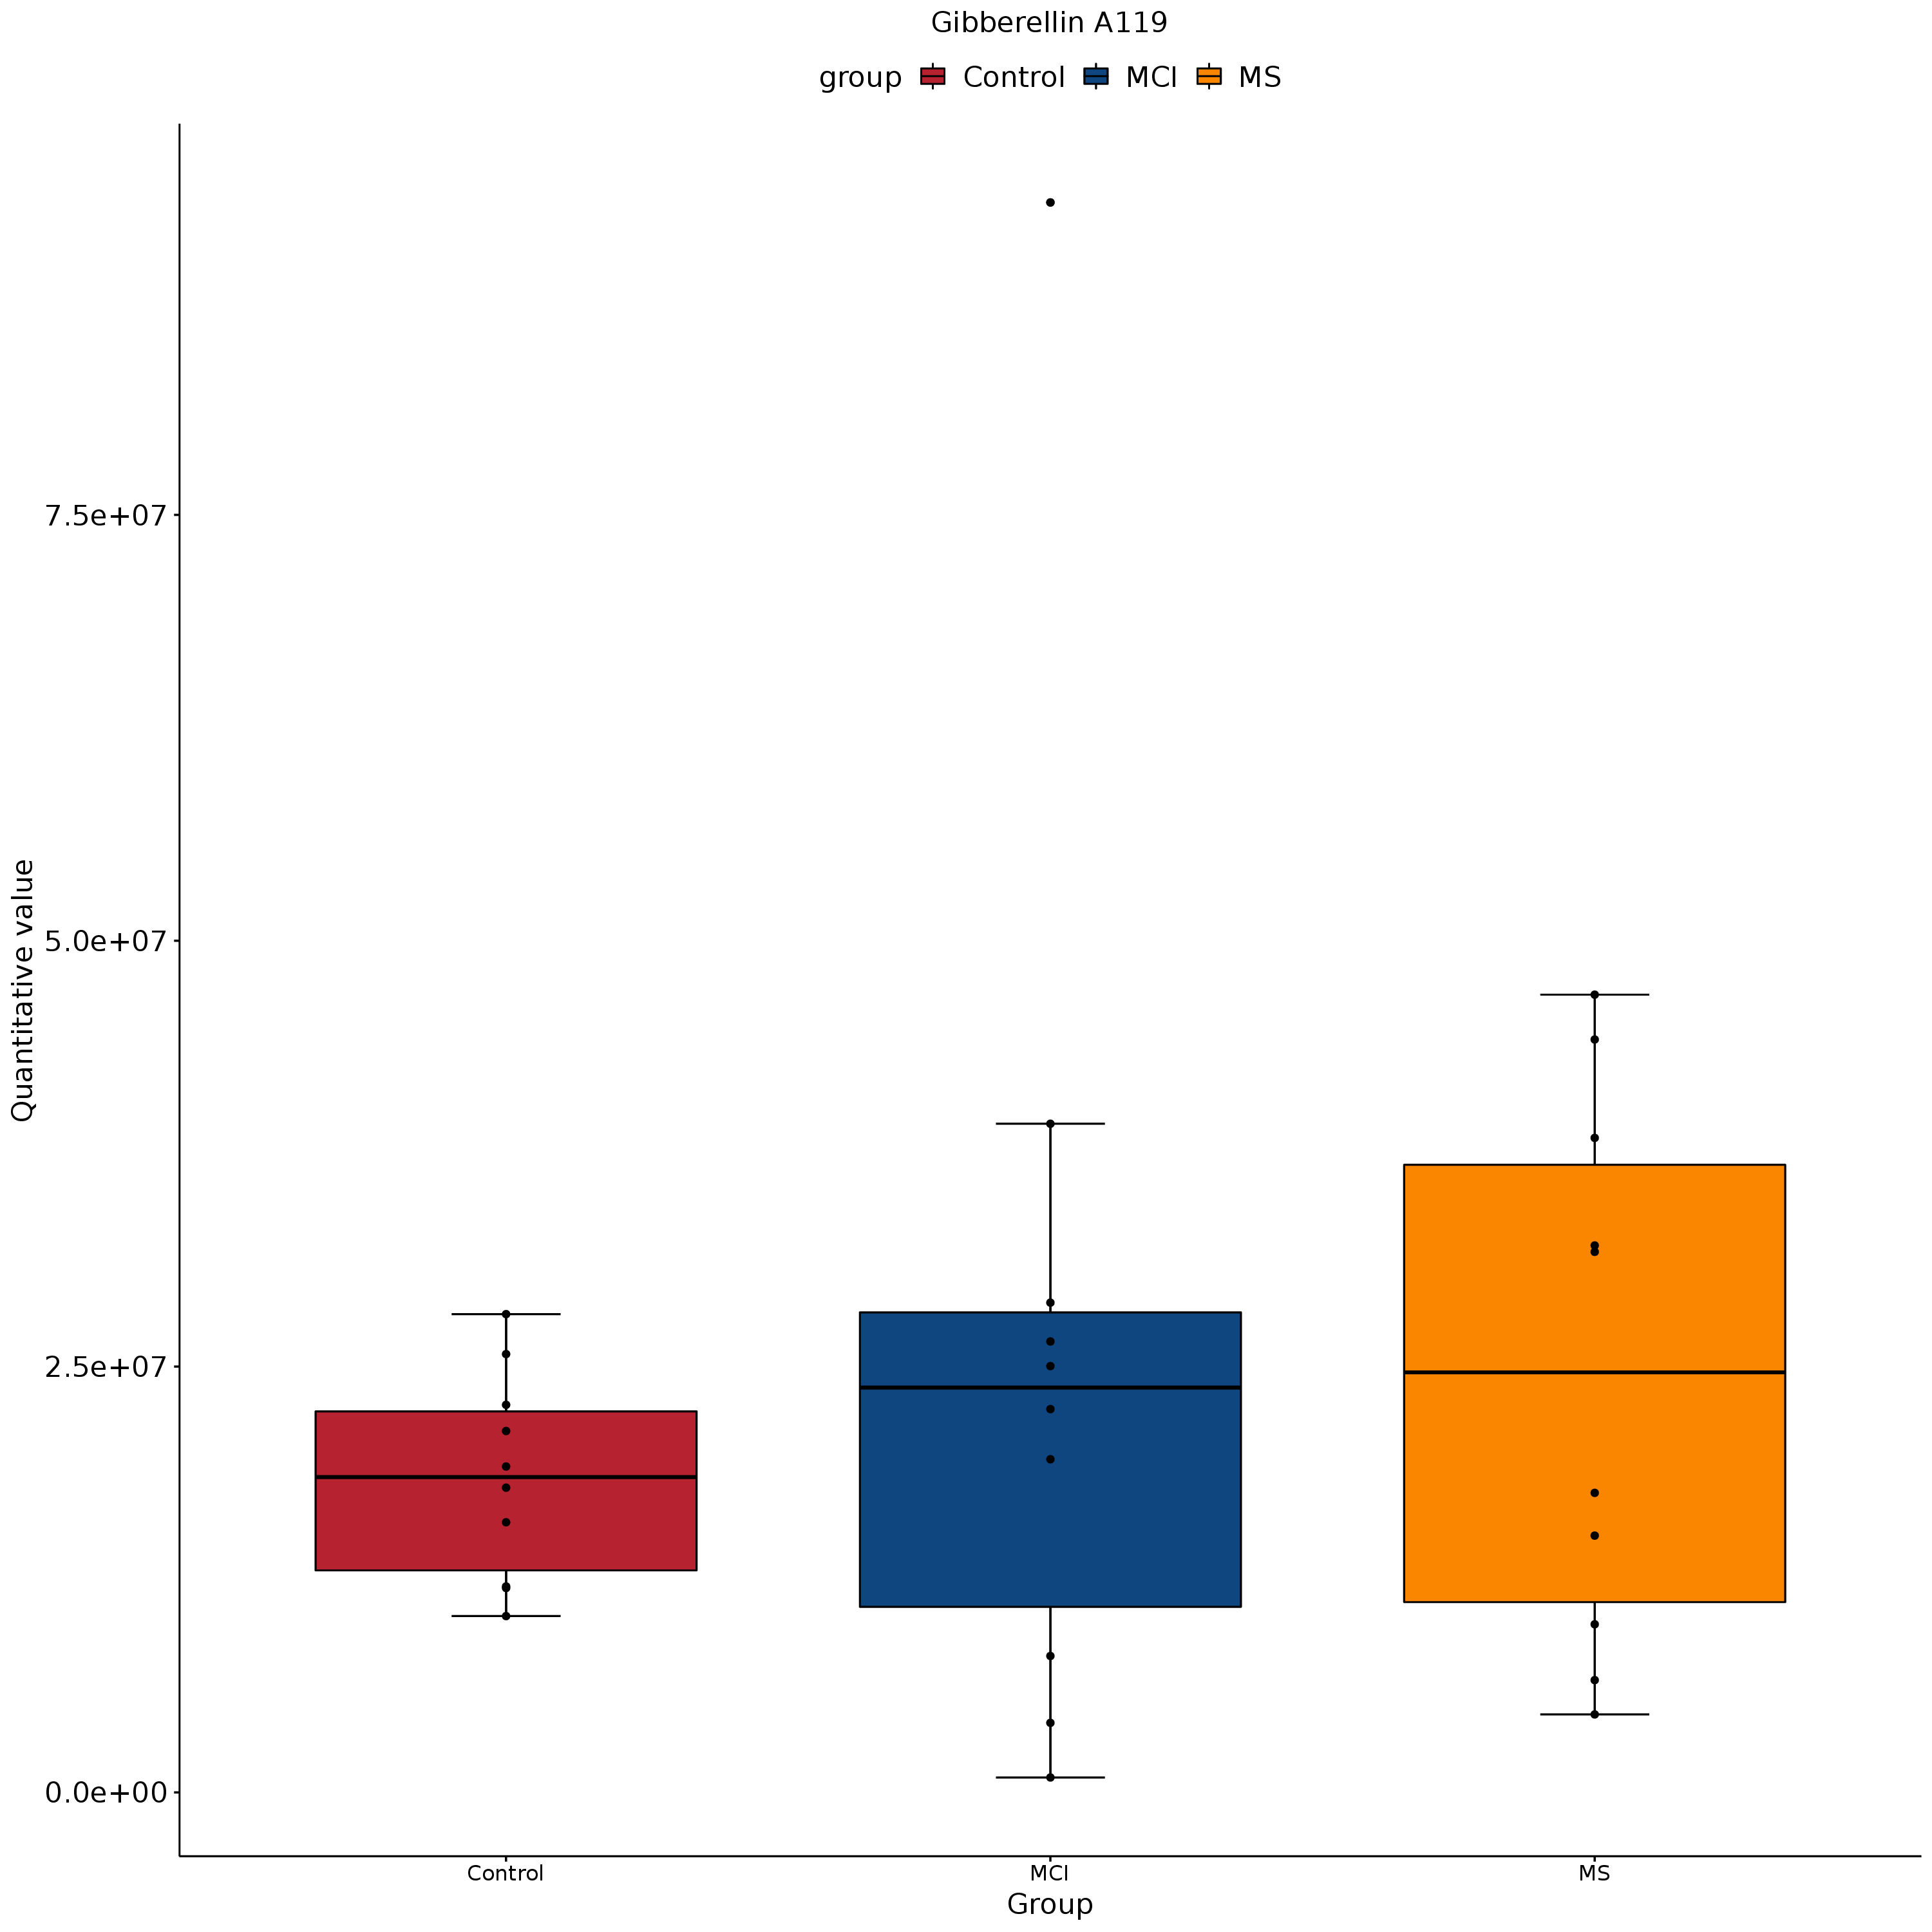 Gibberellin A119
group Control MCI MS
Quantitative value
7.5e+07
5.0e+07
2.5e+07
0.0e+00
Control MCI MS
Group